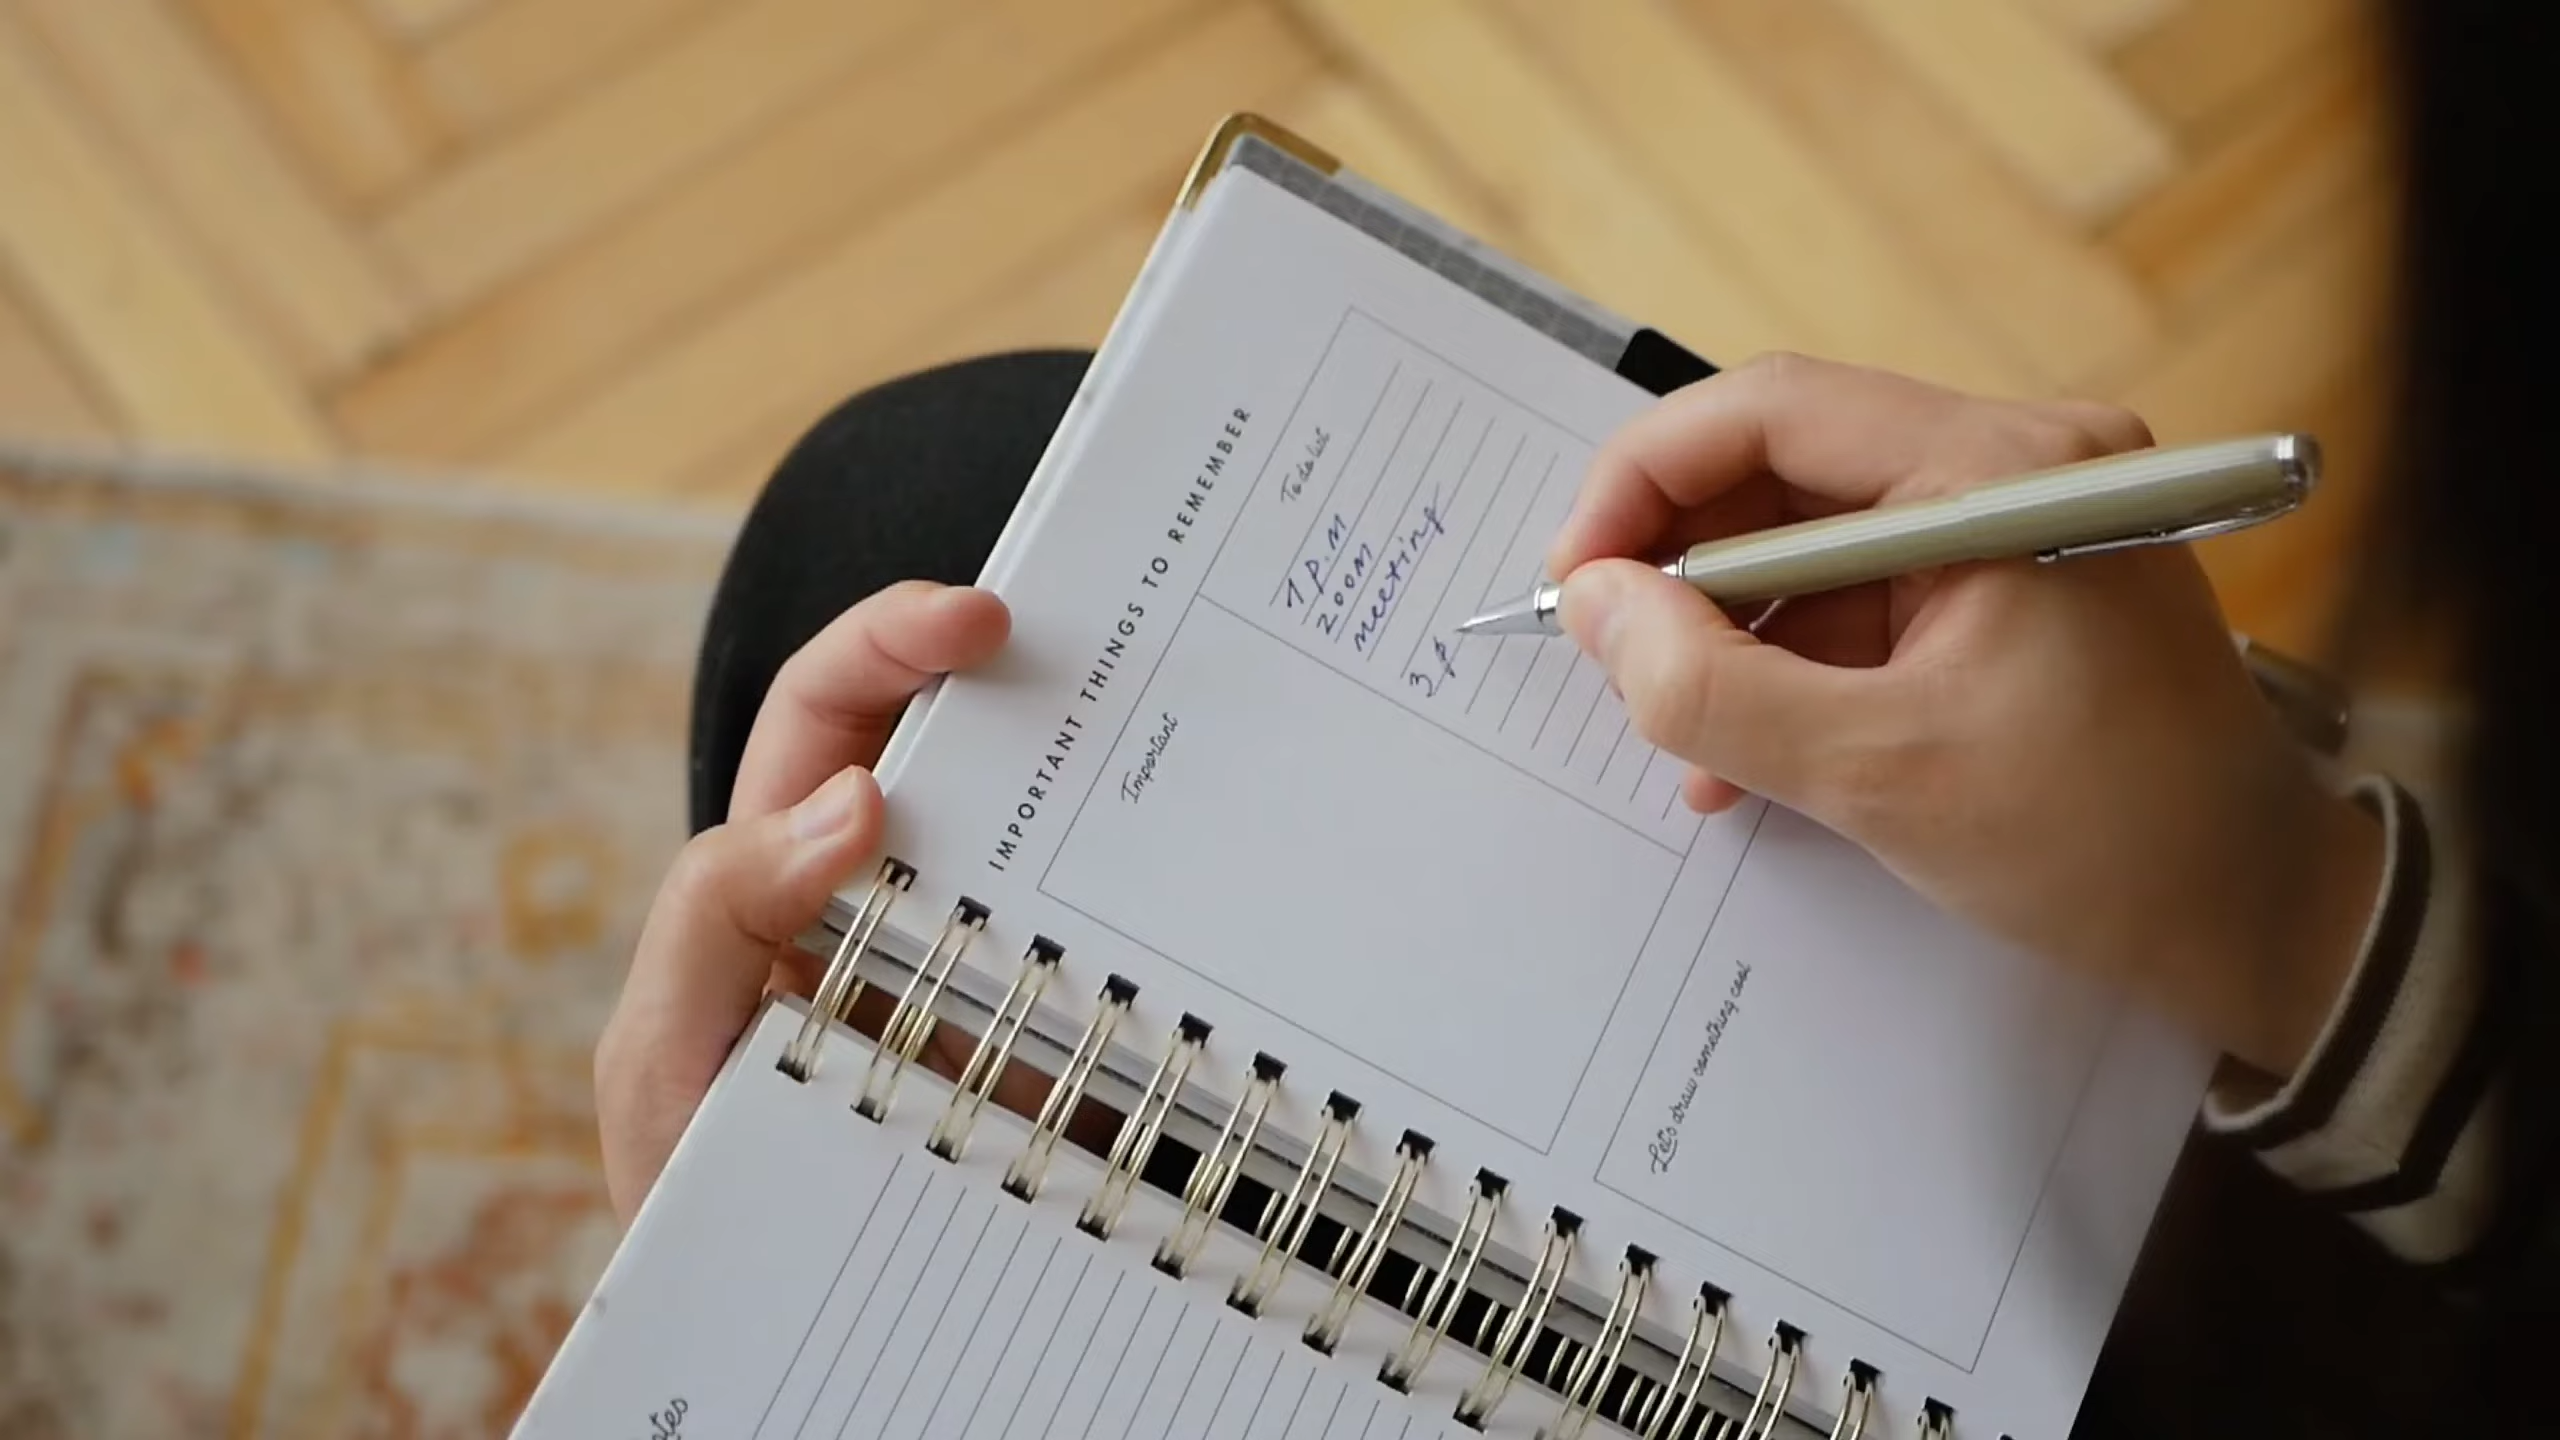 IMPORTANT THINGS TO REMEMBER
To do list
1 P.M
ZOOM
meeting
3 p
Important
Let's draw something cool